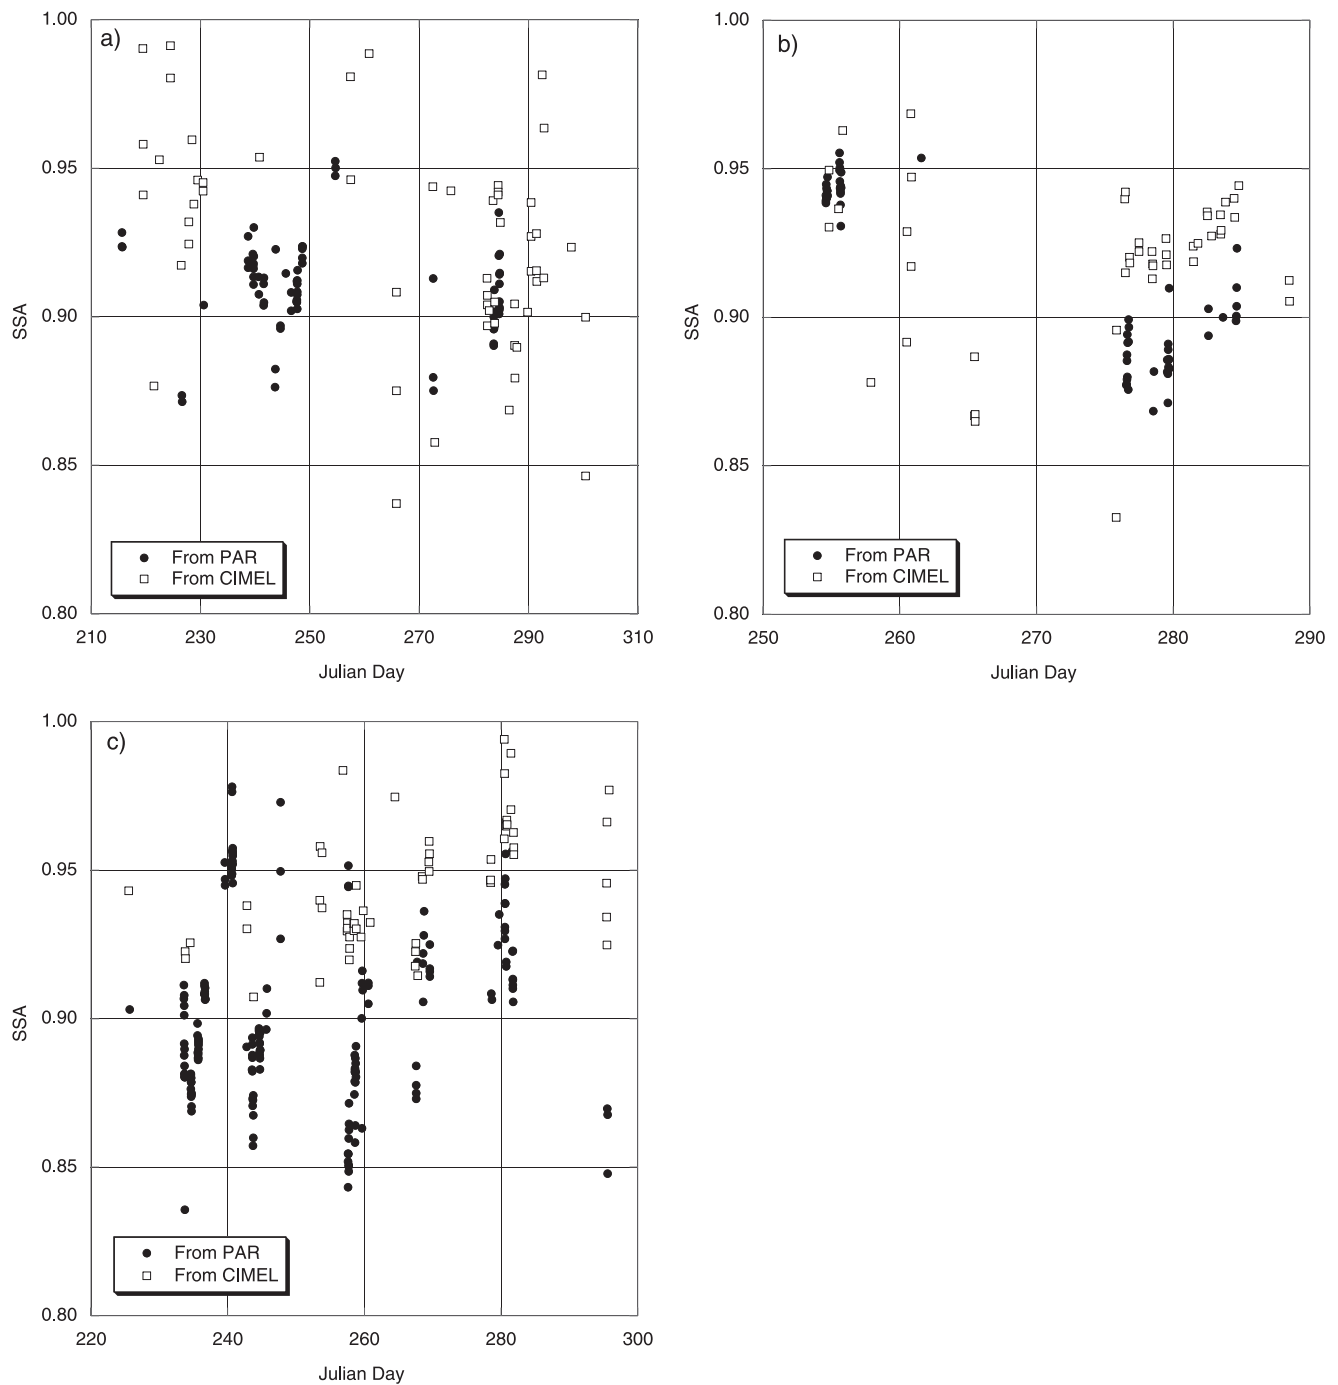 a)
1.00
0.95
0.90
0.85
0.80
SSA
From PAR
From CIMEL
210 230 250 270 290 310
Julian Day
b)
1.00
0.95
0.90
0.85
0.80
SSA
From PAR
From CIMEL
250 260 270 280 290
Julian Day
c)
1.00
0.95
0.90
0.85
0.80
SSA
From PAR
From CIMEL
220 240 260 280 300
Julian Day